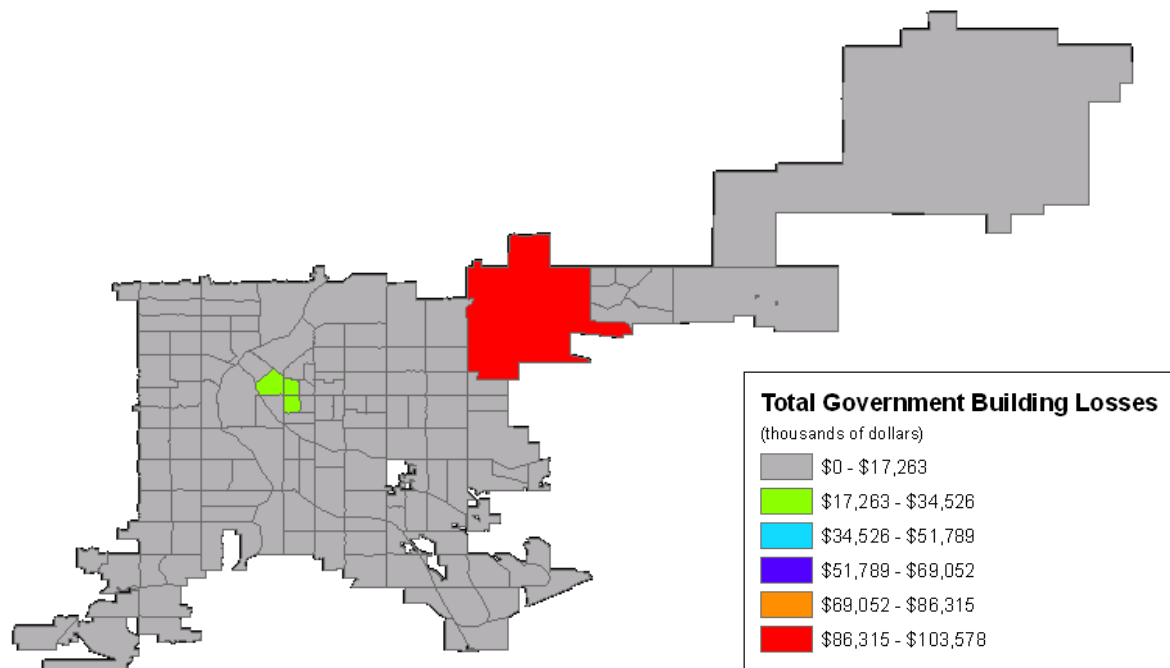 Total Government Building Losses
(thousands of dollars)
$0 - $17,263
$17,263 - $34,526
$34,526 - $51,789
$51,789 - $69,052
$69,052 - $86,315
$86,315 - $103,578